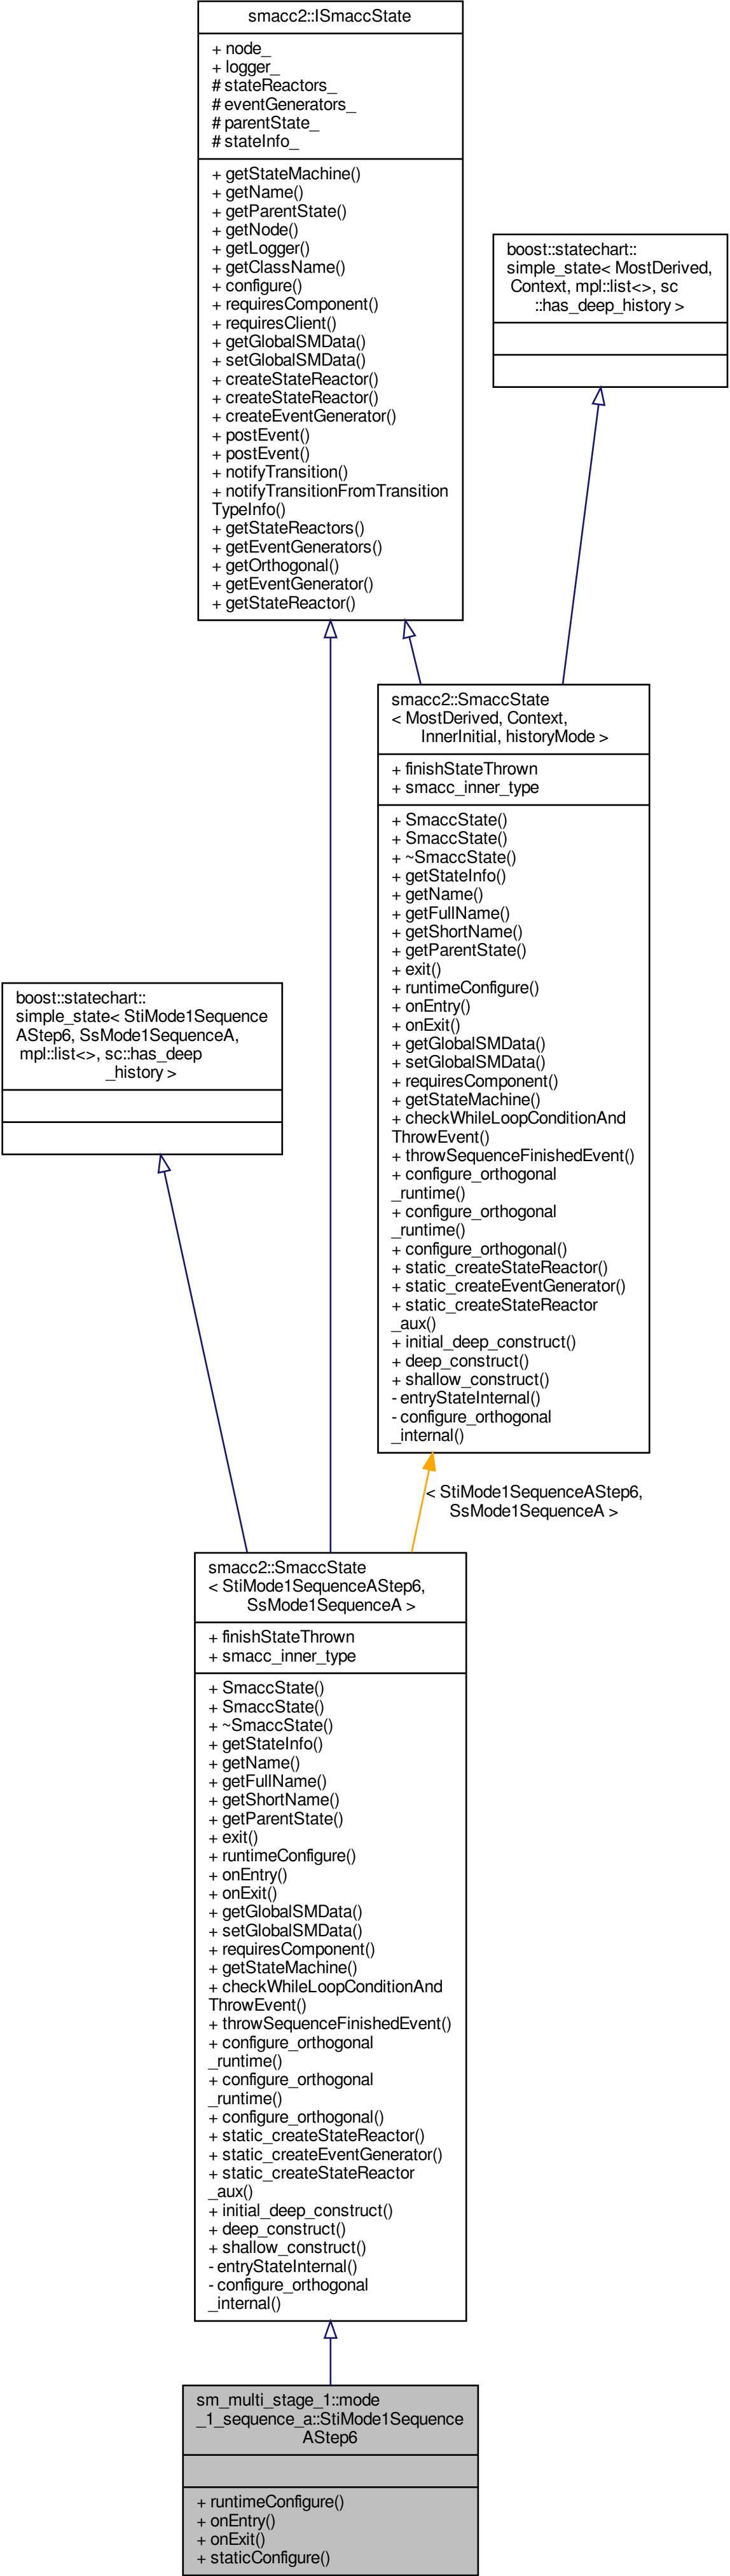 smacc2::ISmaccState
+ node_
+ logger_
# stateReactors_
# eventGenerators_
# parentState_
# stateInfo_
+ getStateMachine()
+ getName()
+ getParentState()
+ getNode()
+ getLogger()
+ getClassName()
+ configure()
+ requiresComponent()
+ requiresClient()
+ getGlobalSMData()
+ setGlobalSMData()
+ createStateReactor()
+ createStateReactor()
+ createEventGenerator()
+ postEvent()
+ postEvent()
+ notifyTransition()
+ notifyTransitionFromTransition
TypeInfo()
+ getStateReactors()
+ getEventGenerators()
+ getOrthogonal()
+ getEventGenerator()
+ getStateReactor()
boost::statechart::
simple_state< MostDerived,
Context, mpl::list<>, sc
::has_deep_history >
smacc2::SmaccState
< MostDerived, Context,
InnerInitial, historyMode >
+ finishStateThrown
+ smacc_inner_type
+ SmaccState()
+ SmaccState()
+ ~SmaccState()
+ getStateInfo()
+ getName()
+ getFullName()
+ getShortName()
+ getParentState()
+ exit()
+ runtimeConfigure()
+ onEntry()
+ onExit()
+ getGlobalSMData()
+ setGlobalSMData()
+ requiresComponent()
+ getStateMachine()
+ checkWhileLoopConditionAnd
ThrowEvent()
+ throwSequenceFinishedEvent()
+ configure_orthogonal
_runtime()
+ configure_orthogonal
_runtime()
+ configure_orthogonal()
+ static_createStateReactor()
+ static_createEventGenerator()
+ static_createStateReactor
_aux()
+ initial_deep_construct()
+ deep_construct()
+ shallow_construct()
- entryStateInternal()
- configure_orthogonal
_internal()
boost::statechart::
simple_state< StiMode1Sequence
AStep6, SsMode1SequenceA,
mpl::list<>, sc::has_deep
_history >
< StiMode1SequenceAStep6,
SsMode1SequenceA >
smacc2::SmaccState
< StiMode1SequenceAStep6,
SsMode1SequenceA >
+ finishStateThrown
+ smacc_inner_type
+ SmaccState()
+ SmaccState()
+ ~SmaccState()
+ getStateInfo()
+ getName()
+ getFullName()
+ getShortName()
+ getParentState()
+ exit()
+ runtimeConfigure()
+ onEntry()
+ onExit()
+ getGlobalSMData()
+ setGlobalSMData()
+ requiresComponent()
+ getStateMachine()
+ checkWhileLoopConditionAnd
ThrowEvent()
+ throwSequenceFinishedEvent()
+ configure_orthogonal
_runtime()
+ configure_orthogonal
_runtime()
+ configure_orthogonal()
+ static_createStateReactor()
+ static_createEventGenerator()
+ static_createStateReactor
_aux()
+ initial_deep_construct()
+ deep_construct()
+ shallow_construct()
- entryStateInternal()
- configure_orthogonal
_internal()
sm_multi_stage_1::mode
_1_sequence_a::StiMode1Sequence
AStep6
+ runtimeConfigure()
+ onEntry()
+ onExit()
+ staticConfigure()